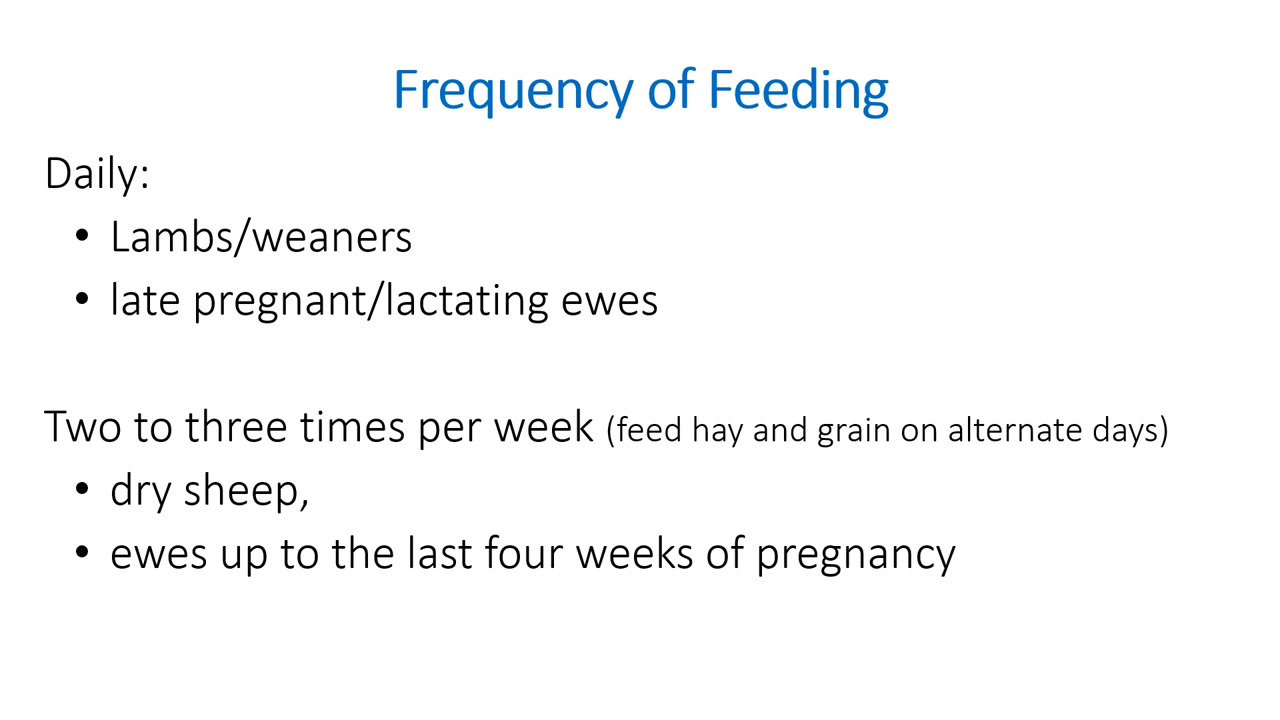 Frequency of Feeding
Daily:
• Lambs/weaners
• late pregnant/lactating ewes
Two to three times per week (feed hay and grain on alternate days)
• dry sheep,
• ewes up to the last four weeks of pregnancy